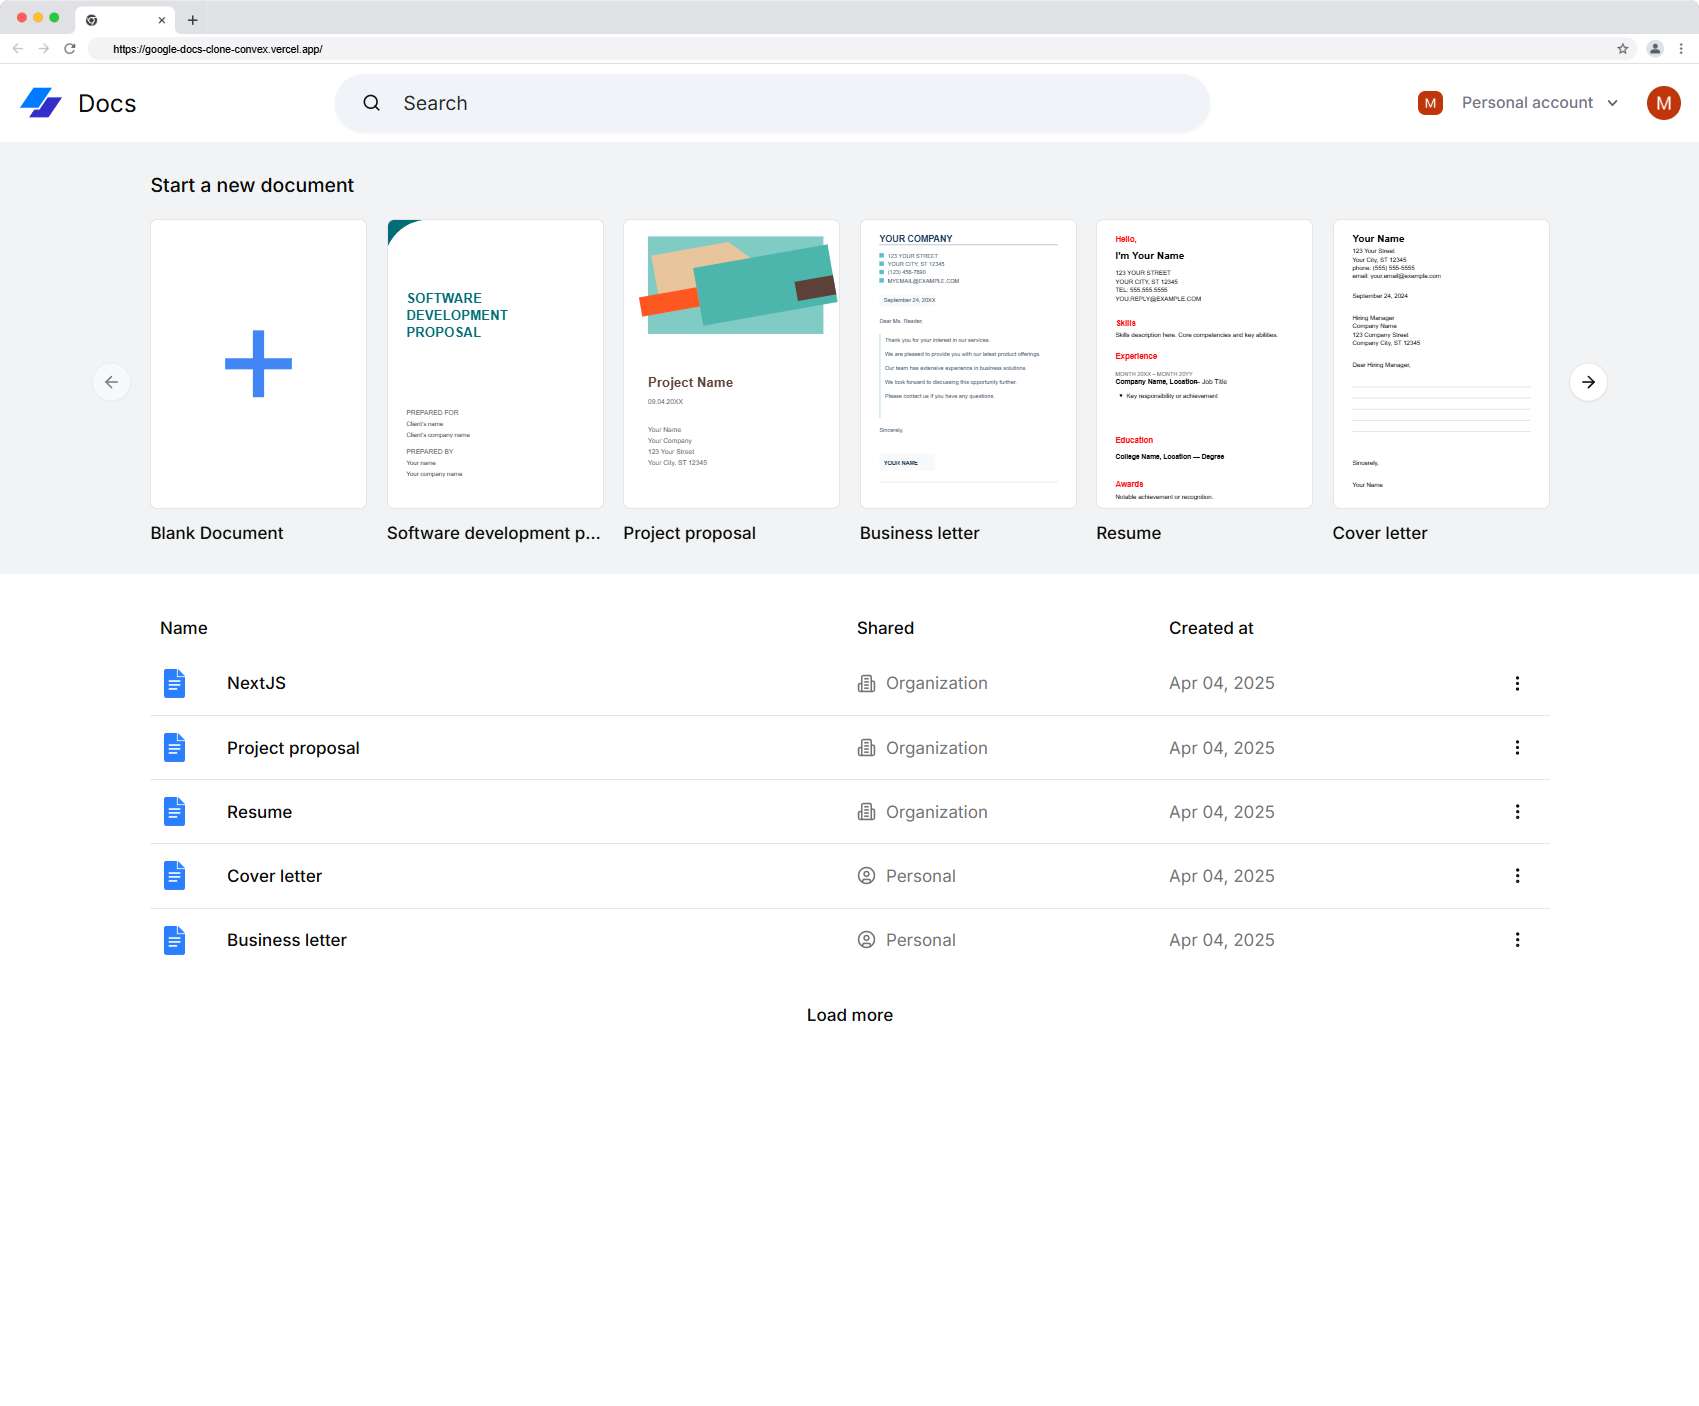 https://google-docs-clone-convex.vercel.app/
Docs
Search
M
Personal account
M
Start a new document
SOFTWARE
DEVELOPMENT
PROPOSAL
PREPARED FOR
Client's name
Client's company name
PREPARED BY
Your name
Your company name
Project Name
09.04.20XX
Your Name
Your Company
123 Your Street
Your City, ST 12345
YOUR COMPANY
123 YOUR STREET
YOUR CITY, ST 12345
(123) 456-7890
MYEMAIL@EXAMPLE.COM
September 24, 20XX
Dear Ms. Reader,
Thank you for your interest in our services.
We are pleased to provide you with our latest product offerings.
Our team has extensive experience in business solutions.
We look forward to discussing this opportunity further.
Please contact us if you have any questions.
Sincerely,
YOUR NAME
Hello,
I'm Your Name
123 YOUR STREET
YOUR CITY, ST 12345
TEL: 555.555.5555
YOU.REPLY@EXAMPLE.COM
Skills
Skills description here. Core competencies and key abilities.
Experience
MONTH 20XX – MONTH 20YY
Company Name, Location — Job Title
• Key responsibility or achievement
Education
College Name, Location — Degree
Awards
Notable achievement or recognition.
Your Name
123 Your Street
Your City, ST 12345
phone: (555) 555-5555
email: your.email@example.com
September 24, 2024
Hiring Manager
Company Name
123 Company Street
Company City, ST 12345
Dear Hiring Manager,
Sincerely,
Your Name
Blank Document
Software development p...
Project proposal
Business letter
Resume
Cover letter
Name Shared Created at
NextJS Organization Apr 04, 2025
Project proposal Organization Apr 04, 2025
Resume Organization Apr 04, 2025
Cover letter Personal Apr 04, 2025
Business letter Personal Apr 04, 2025
Load more